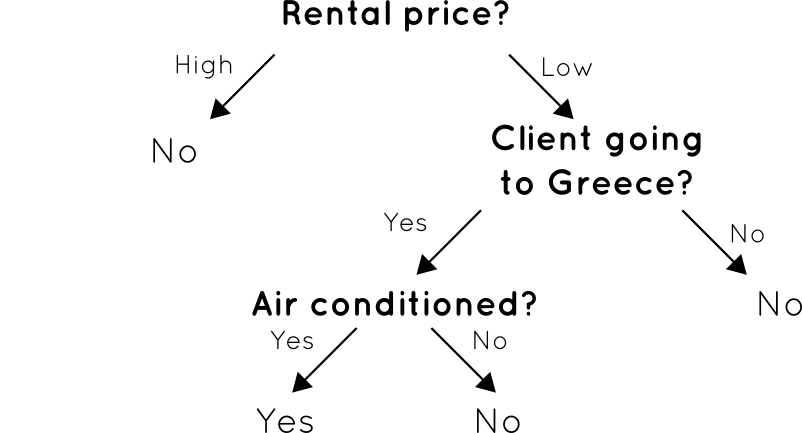 Rental price?
High
Low
No
Client going
to Greece?
Yes
No
Air conditioned?
No
Yes
No
Yes
No